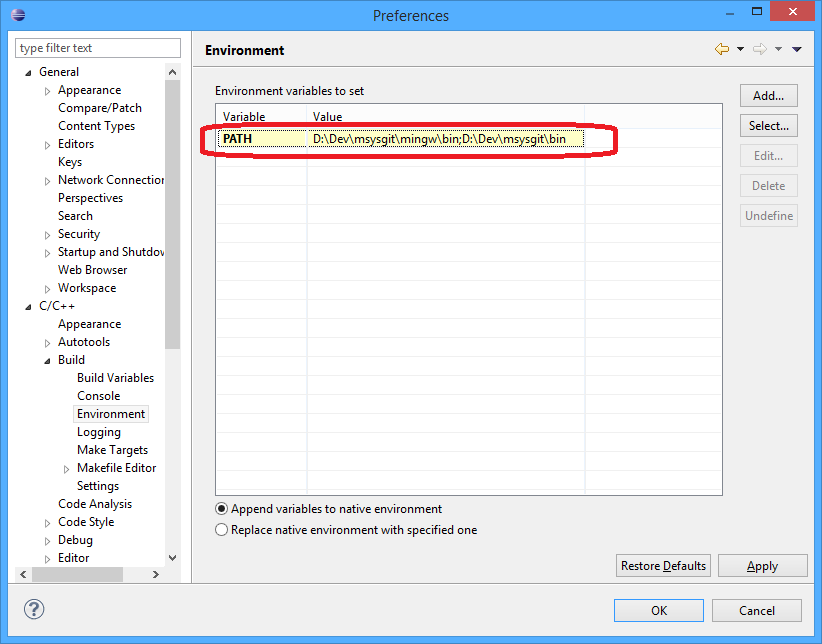 Preferences
type filter text
General
Appearance
Compare/Patch
Content Types
Editors
Keys
Network Connection
Perspectives
Search
Security
Startup and Shutdov
Web Browser
Workspace
C/C++
Appearance
Autotools
Build
Build Variables
Console
Environment
Logging
Make Targets
Makefile Editor
Settings
Code Analysis
Code Style
Debug
Editor
Environment
Environment variables to set
Variable Value
PATH D:\Dev\msysgit\mingw\bin;D:\Dev\msysgit\bin
Add...
Select...
Edit...
Delete
Undefine
Append variables to native environment
Replace native environment with specified one
Restore Defaults Apply
? OK Cancel